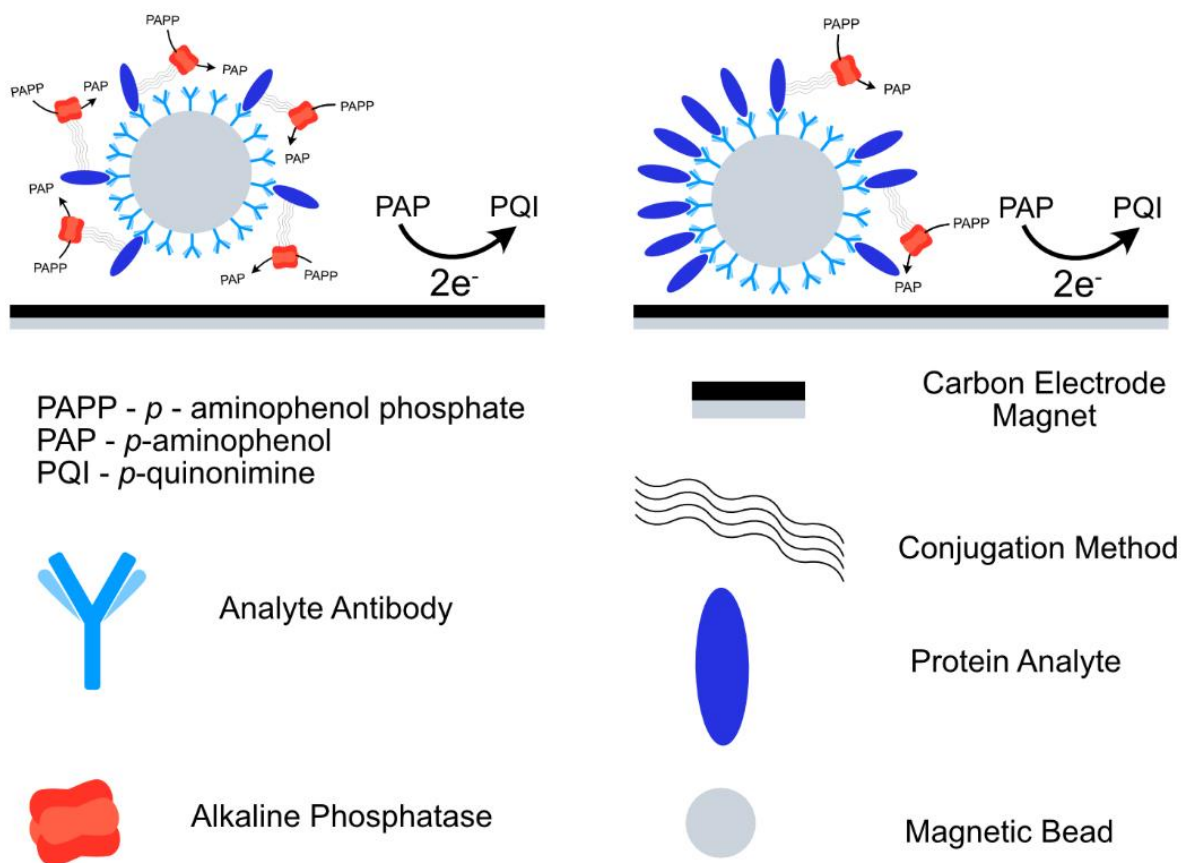 PAPP
PAP
PAPP
PAP
PAPP
PAP
PAP
PAPP
PAP
PAPP
PAP
PQI
2e-
PAPP
PAP
PAPP
PAP
PAP
PQI
2e-
PAPP - p - aminophenol phosphate
PAP - p-aminophenol
PQI - p-quinonimine
Analyte Antibody
Alkaline Phosphatase
Carbon Electrode
Magnet
Conjugation Method
Protein Analyte
Magnetic Bead